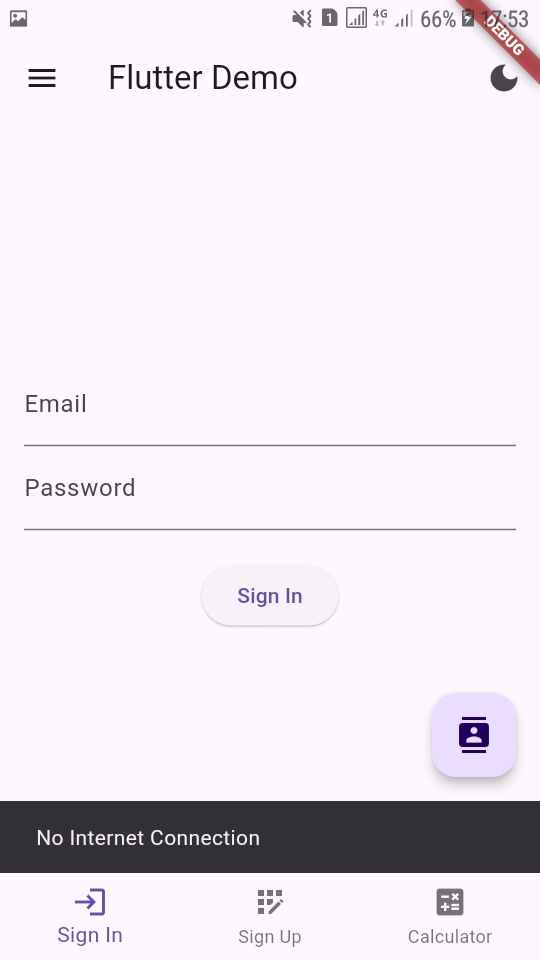 1 4G 66% 17:53
DEBUG
Flutter Demo
Email
Password
Sign In
No Internet Connection
Sign In Sign Up Calculator